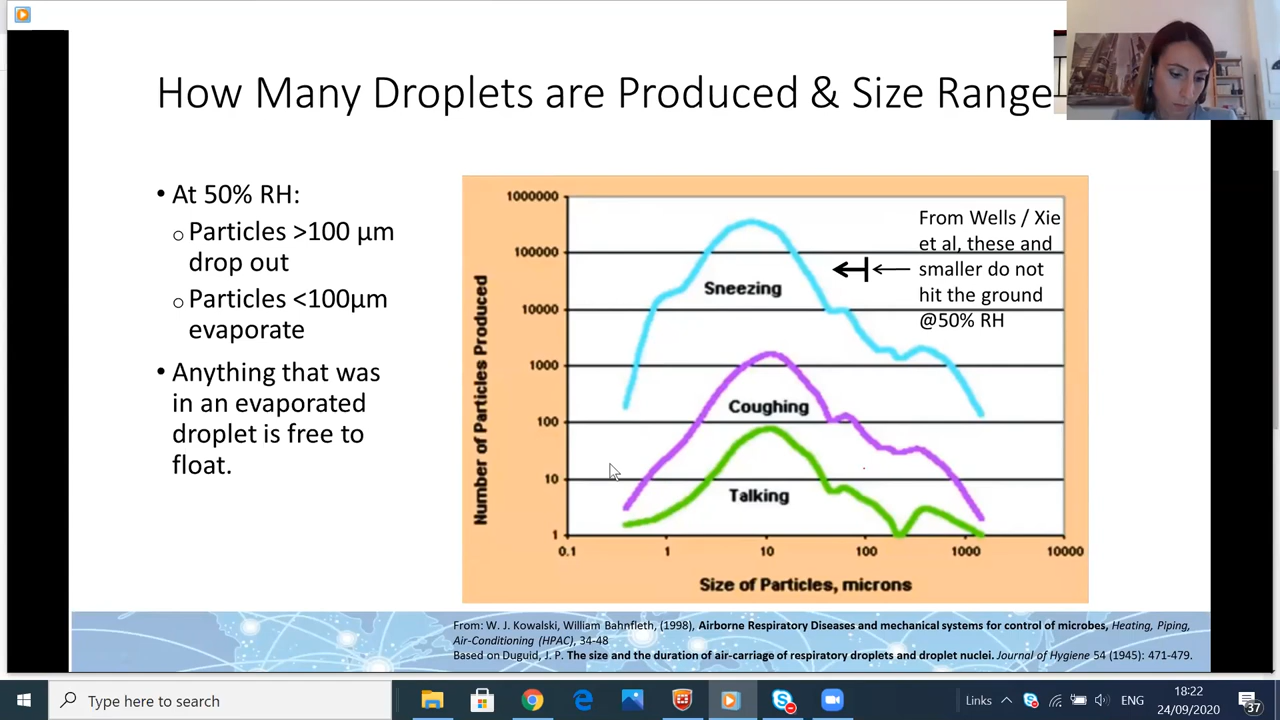 How Many Droplets are Produced & Size Range
• At 50% RH:
o Particles >100 µm
drop out
o Particles <100µm
evaporate
• Anything that was
in an evaporated
droplet is free to
float.
Number of Particles Produced
1000000
100000
10000
1000
100
10
1
Sneezing
Coughing
Talking
From Wells / Xie
et al, these and
smaller do not
hit the ground
@50% RH
0.1 1 10 100 1000 10000
Size of Particles, microns
From: W. J. Kowalski, William Bahnfleth, (1998), Airborne Respiratory Diseases and mechanical systems for control of microbes, Heating, Piping,
Air-Conditioning (HPAC), 34-48
Based on Duguid, J. P. The size and the duration of air-carriage of respiratory droplets and droplet nuclei. Journal of Hygiene 54 (1945): 471-479.
Type here to search
Links
ENG
18:22
24/09/2020
37